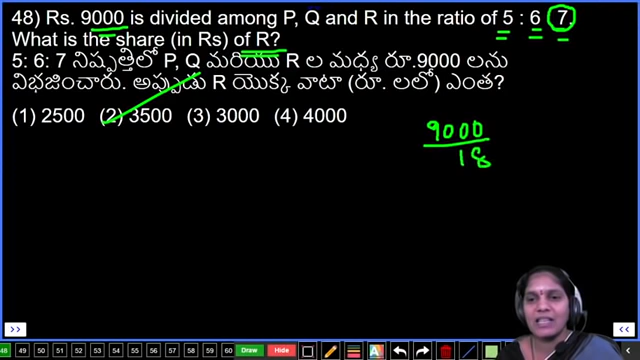 48) Rs. 9000 is divided among P, Q and R in the ratio of 5 : 6 : 7.
What is the share (in Rs) of R?
5: 6: 7 నిష్పత్తిలో P, Q మరియు R ల మధ్య రూ.9000 లను
విభజించారు. అప్పుడు R యొక్క వాటా (రూ. లలో) ఎంత?
(1) 2500 (2) 3500 (3) 3000 (4) 4000
9000
18
>> 48 49 50 51 52 53 54 55 56 57 58 59 60 Draw Hide A <<